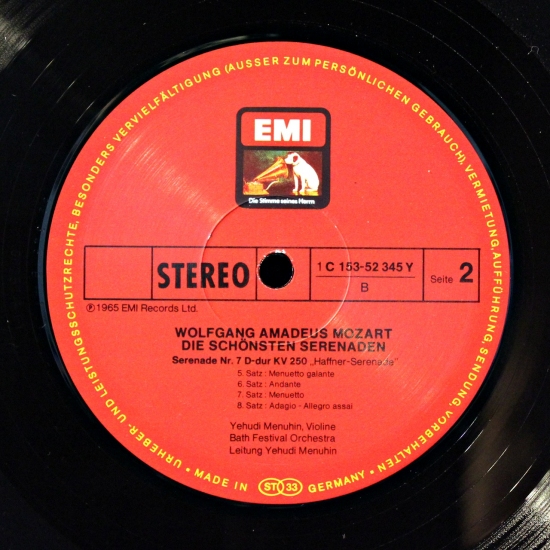 URHEBER- UND LEISTUNGSSCHUTZRECHTE, BESONDERS VERVIELFÄLTIGUNG (AUSSER ZUM PERSÖNLICHEN GEBRAUCH), VERMIETUNG, AUFFÜHRUNG, SENDUNG VORBEHALTEN
EMI
Die Stimme seines Herrn
STEREO
1 C 153-52 345 Y
B
Seite 2
℗ 1965 EMI Records Ltd.
WOLFGANG AMADEUS MOZART
DIE SCHÖNSTEN SERENADEN
Serenade Nr. 7 D-dur KV 250 „Haffner-Serenade"
5. Satz : Menuetto galante
6. Satz : Andante
7. Satz : Menuetto
8. Satz : Adagio - Allegro assai
Yehudi Menuhin, Violine
Bath Festival Orchestra
Leitung Yehudi Menuhin
• MADE IN ST 33 GERMANY •